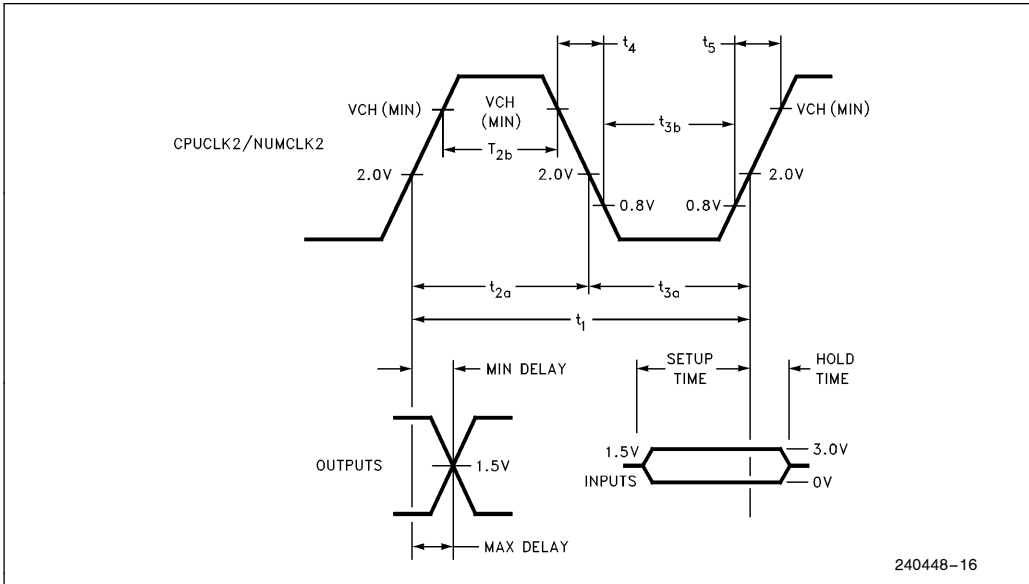 t4
t5
VCH (MIN)
VCH
(MIN)
VCH (MIN)
t3b
CPUCLK2/NUMCLK2
T2b
2.0V
2.0V
2.0V
0.8V
0.8V
t2a
t3a
t1
MIN DELAY
SETUP
TIME
HOLD
TIME
1.5V
3.0V
OUTPUTS
1.5V
INPUTS
0V
MAX DELAY
240448-16